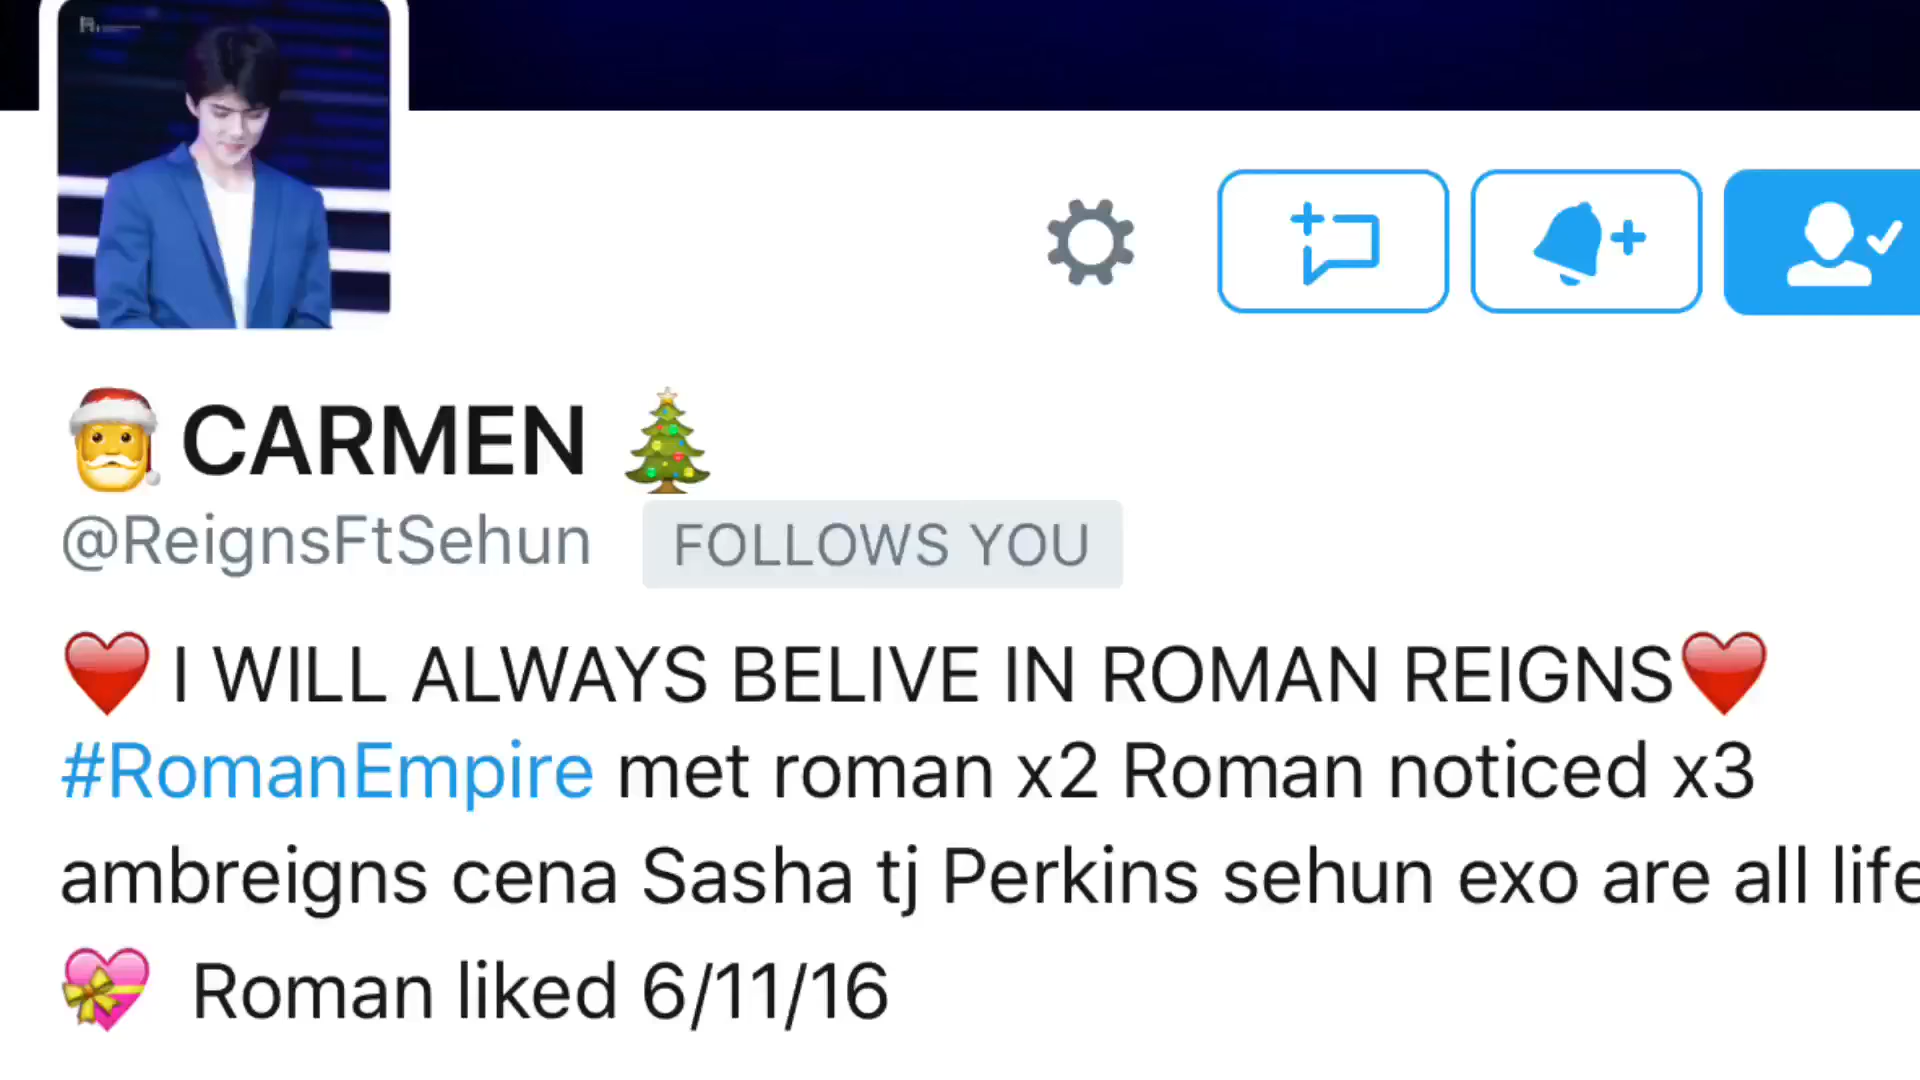 🎅 CARMEN 🎄
@ReignsFtSehun FOLLOWS YOU
❤️ I WILL ALWAYS BELIVE IN ROMAN REIGNS❤️
#RomanEmpire met roman x2 Roman noticed x3
ambreigns cena Sasha tj Perkins sehun exo are all life
💝 Roman liked 6/11/16